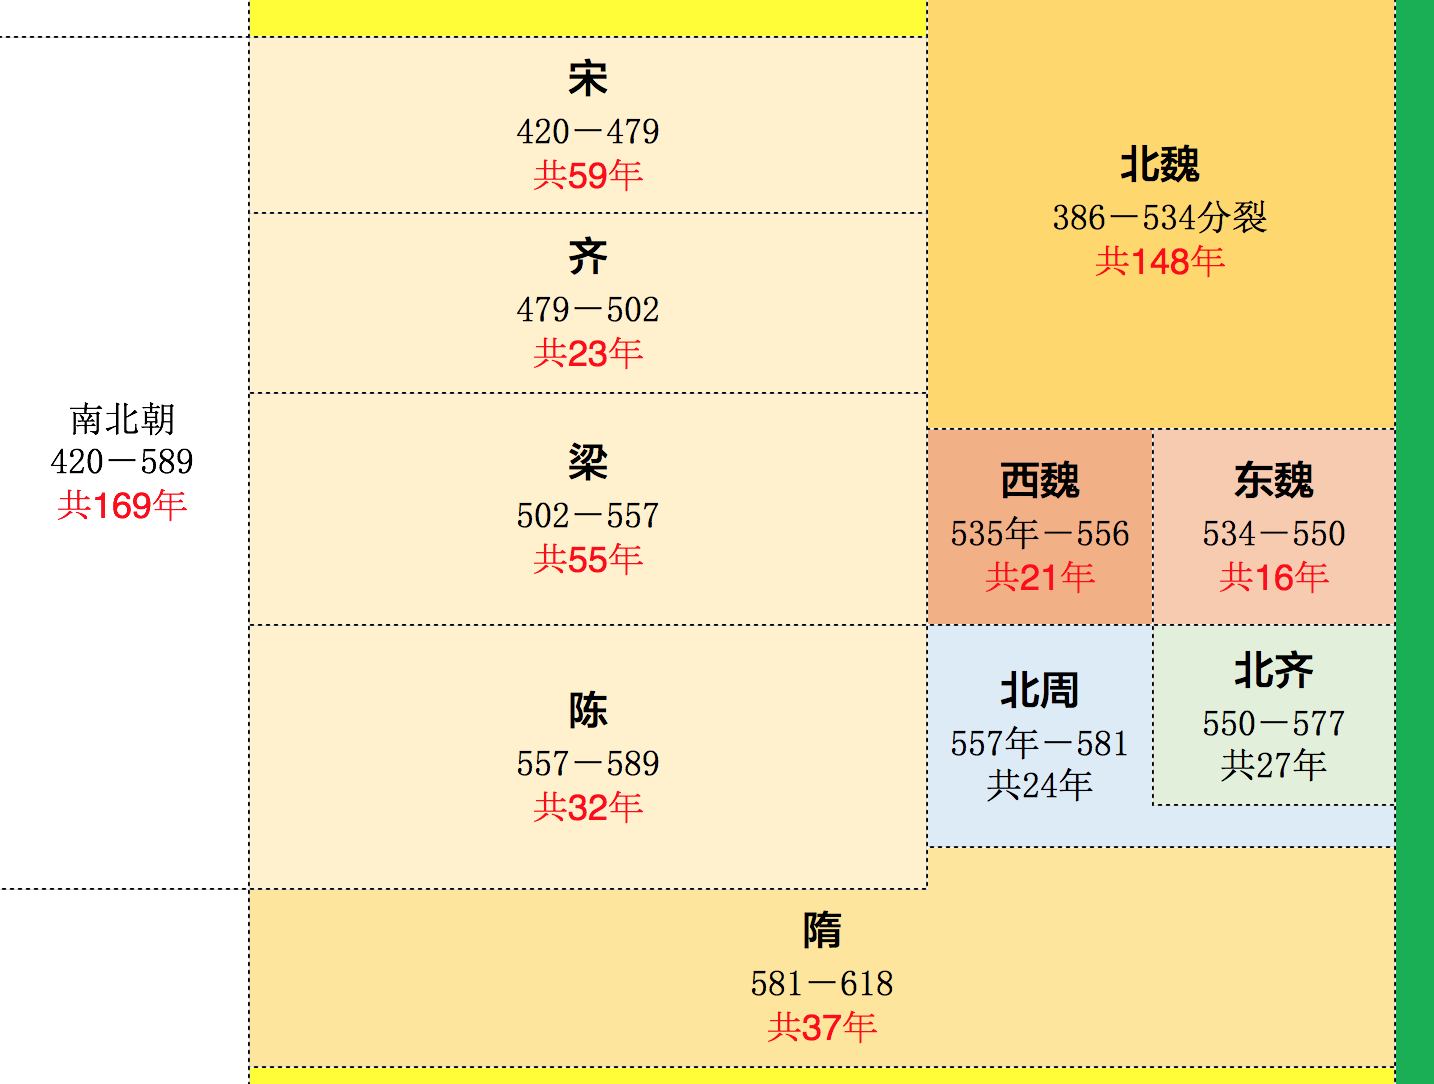 南北朝
420－589
共169年
宋
420－479
共59年
齐
479－502
共23年
梁
502－557
共55年
陈
557－589
共32年
北魏
386－534分裂
共148年
西魏
535年－556
共21年
东魏
534－550
共16年
北周
557年－581
共24年
北齐
550－577
共27年
隋
581－618
共37年